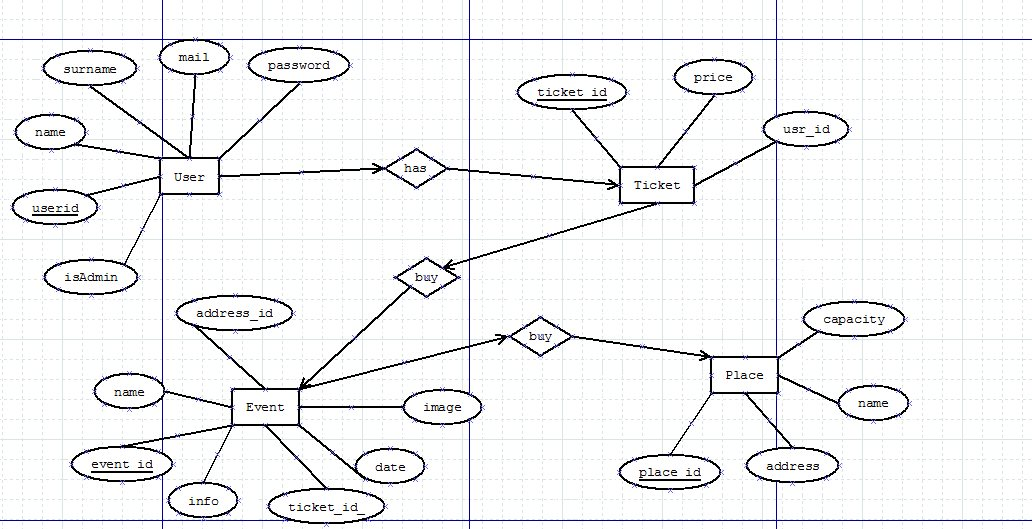 surname
mail
password
name
User
userid
isAdmin
has
ticket id
price
usr_id
Ticket
buy
address_id
buy
capacity
Place
name
place id
address
name
Event
image
event id
date
info
ticket_id_